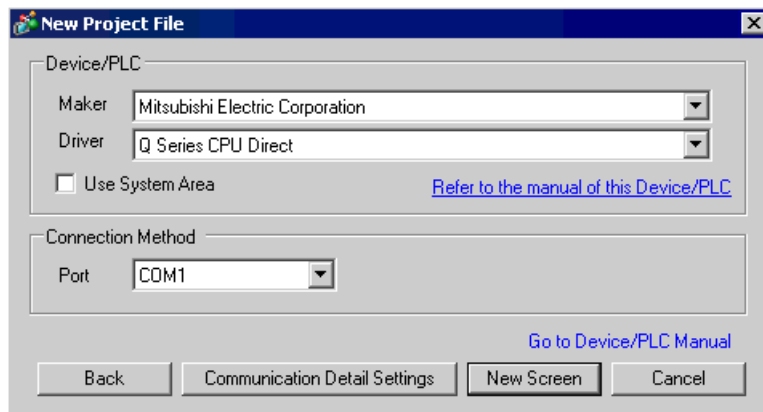 New Project File
Device/PLC
Maker Mitsubishi Electric Corporation
Driver Q Series CPU Direct
Use System Area Refer to the manual of this Device/PLC
Connection Method
Port COM1
Go to Device/PLC Manual
Back Communication Detail Settings New Screen Cancel